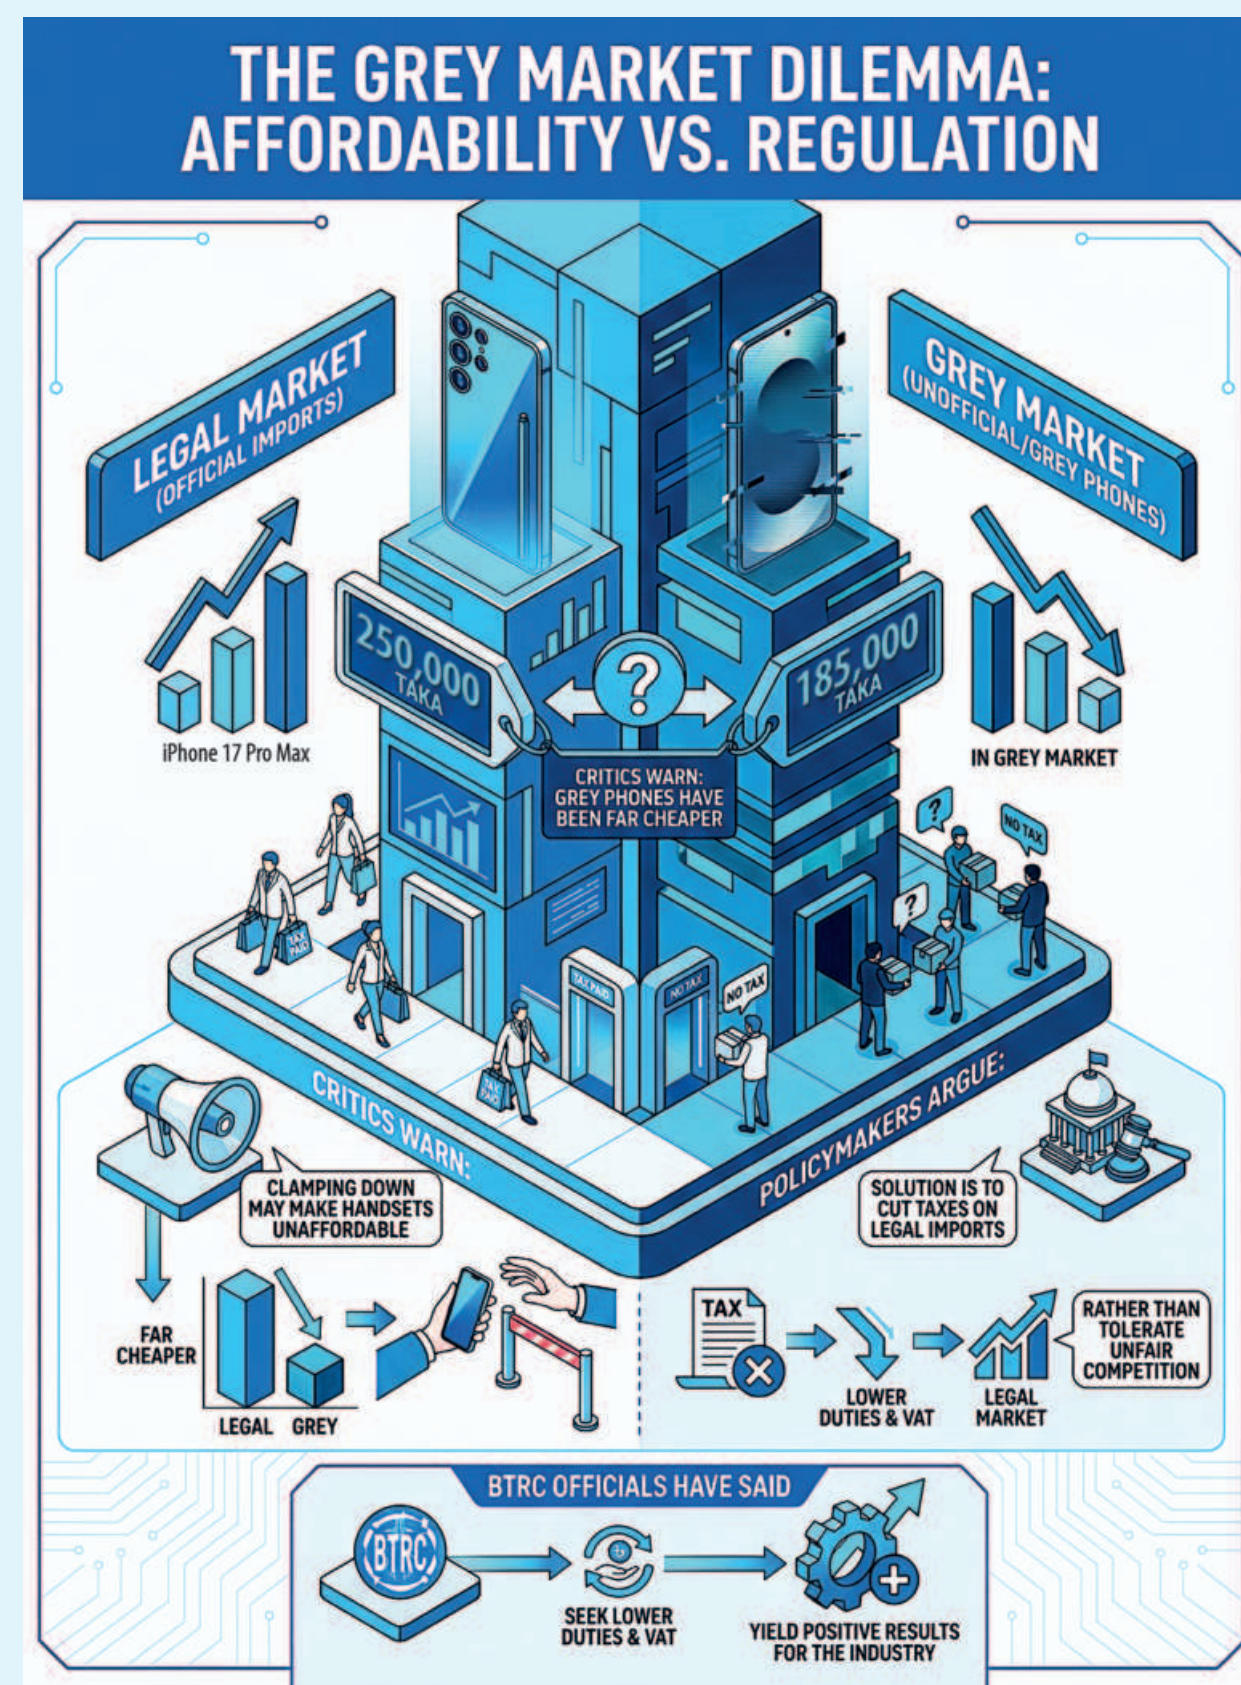 THE GREY MARKET DILEMMA:
AFFORDABILITY VS. REGULATION
LEGAL MARKET
(OFFICIAL IMPORTS)
GREY MARKET
(UNOFFICIAL/GREY PHONES)
250,000
TAKA
?
185,000
TAKA
iPhone 17 Pro Max
IN GREY MARKET
CRITICS WARN:
GREY PHONES HAVE
BEEN FAR CHEAPER
?
NO TAX
?
TAX
PAID
TAX PAID
NO TAX
NO TAX
TAX
PAID
CRITICS WARN:
POLICYMAKERS ARGUE:
CLAMPING DOWN
MAY MAKE HANDSETS
UNAFFORDABLE
SOLUTION IS TO
CUT TAXES ON
LEGAL IMPORTS
FAR
CHEAPER
LEGAL GREY
TAX
LOWER
DUTIES & VAT
LEGAL
MARKET
RATHER THAN
TOLERATE
UNFAIR
COMPETITION
BTRC OFFICIALS HAVE SAID
BTRC
SEEK LOWER
DUTIES & VAT
YIELD POSITIVE RESULTS
FOR THE INDUSTRY